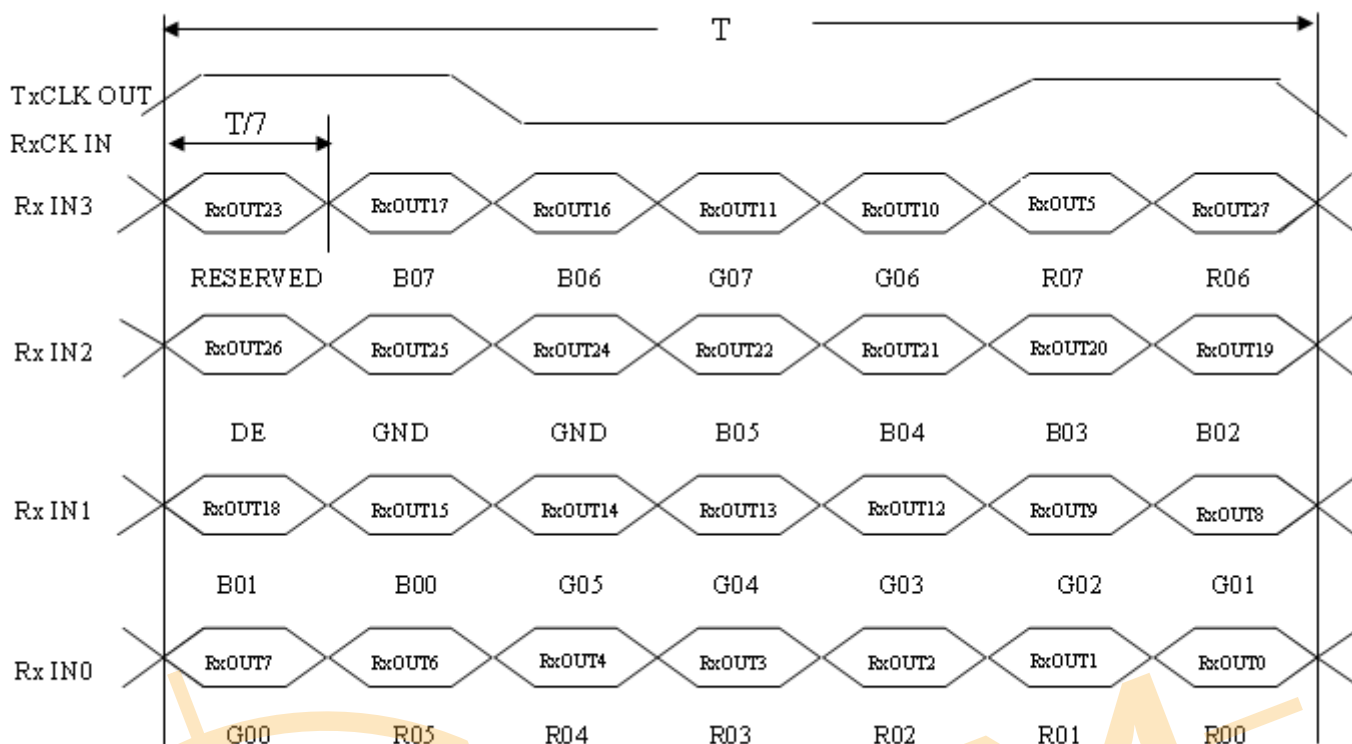 T
TxCLK OUT
T/7
RxCK IN
Rx IN3 RxOUT23 RxOUT17 RxOUT16 RxOUT11 RxOUT10 RxOUT5 RxOUT27
RESERVED B07 B06 G07 G06 R07 R06
Rx IN2 RxOUT26 RxOUT25 RxOUT24 RxOUT22 RxOUT21 RxOUT20 RxOUT19
DE GND GND B05 B04 B03 B02
Rx IN1 RxOUT18 RxOUT15 RxOUT14 RxOUT13 RxOUT12 RxOUT9 RxOUT8
B01 B00 G05 G04 G03 G02 G01
Rx IN0 RxOUT7 RxOUT6 RxOUT4 RxOUT3 RxOUT2 RxOUT1 RxOUT0
G00 R05 R04 R03 R02 R01 R00